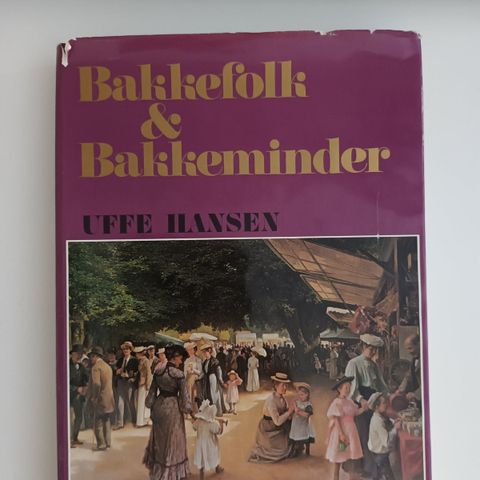 Bakkefolk
&
Bakkeminder
UFFE HANSEN